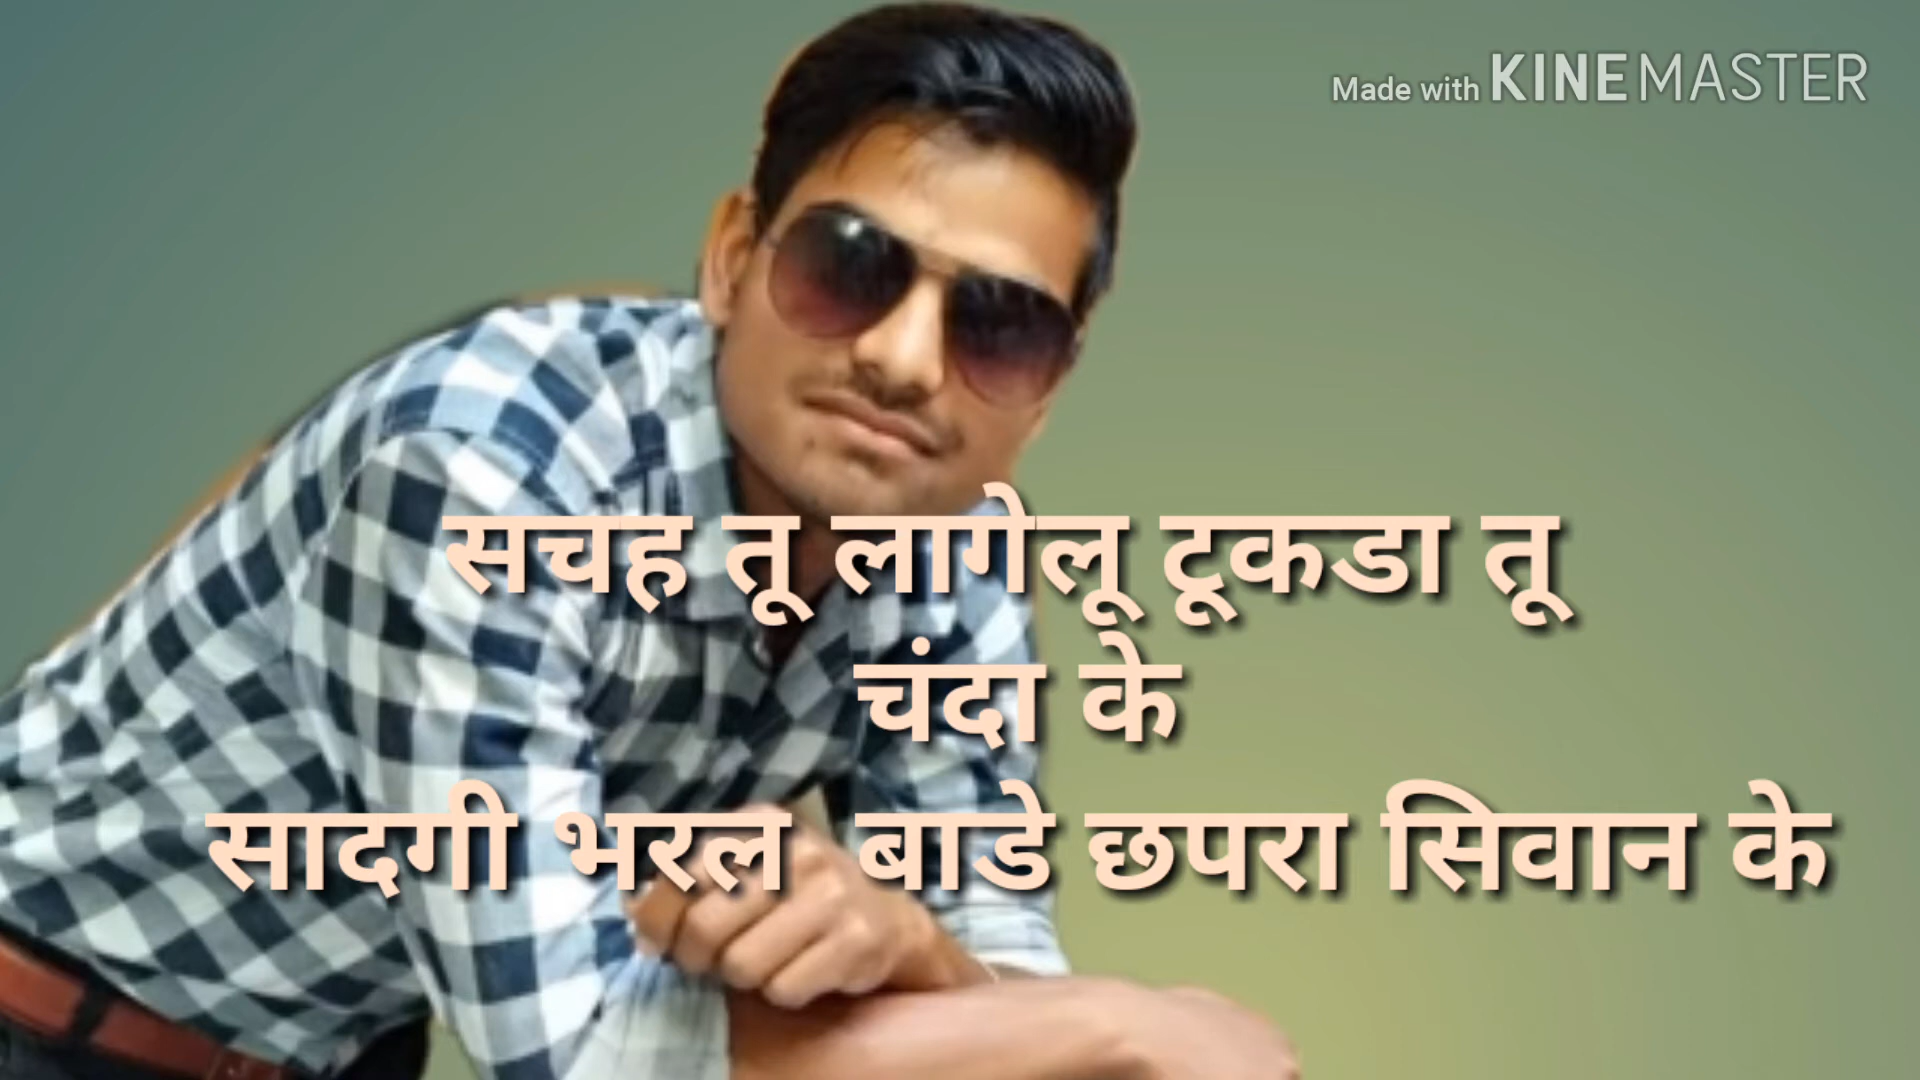 Made with KINEMASTER
सचह तू लागेलू टूकडा तू
चंदा के
सादगी भरल  बाडे छपरा सिवान के